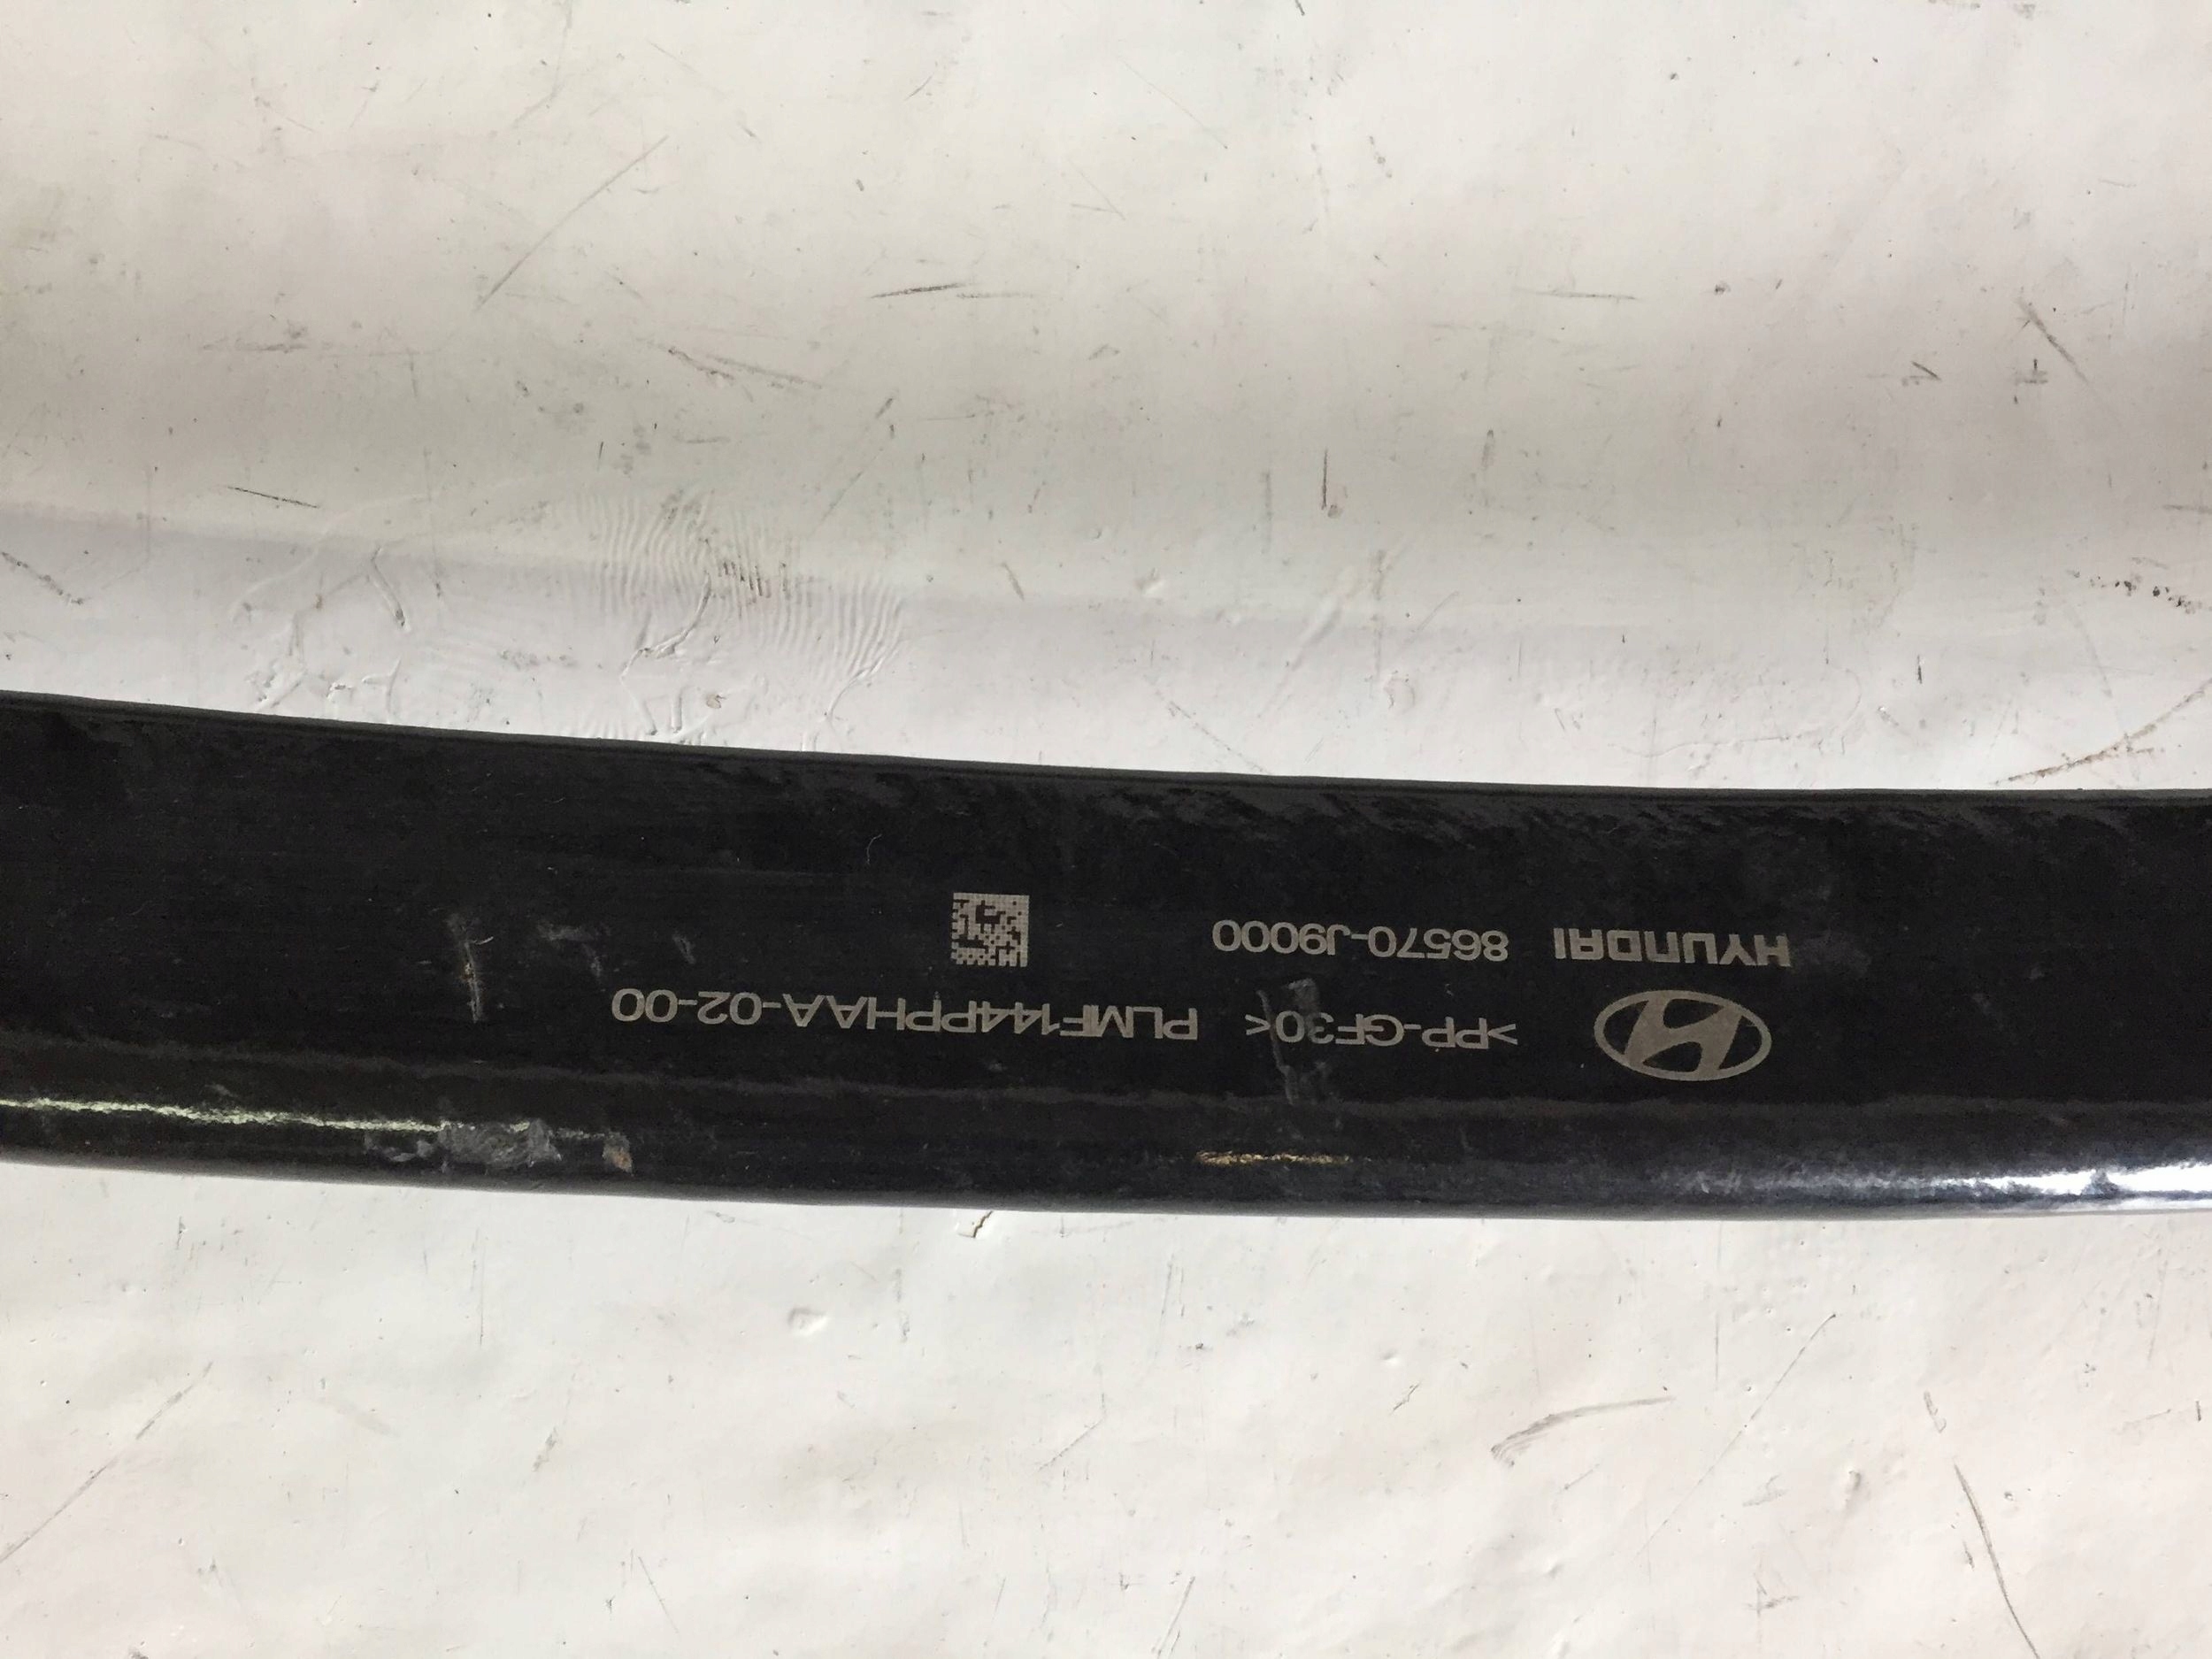 >PP-GF30< PLMF144PPHAA-02-00
HYUNDAI 86570-J9000